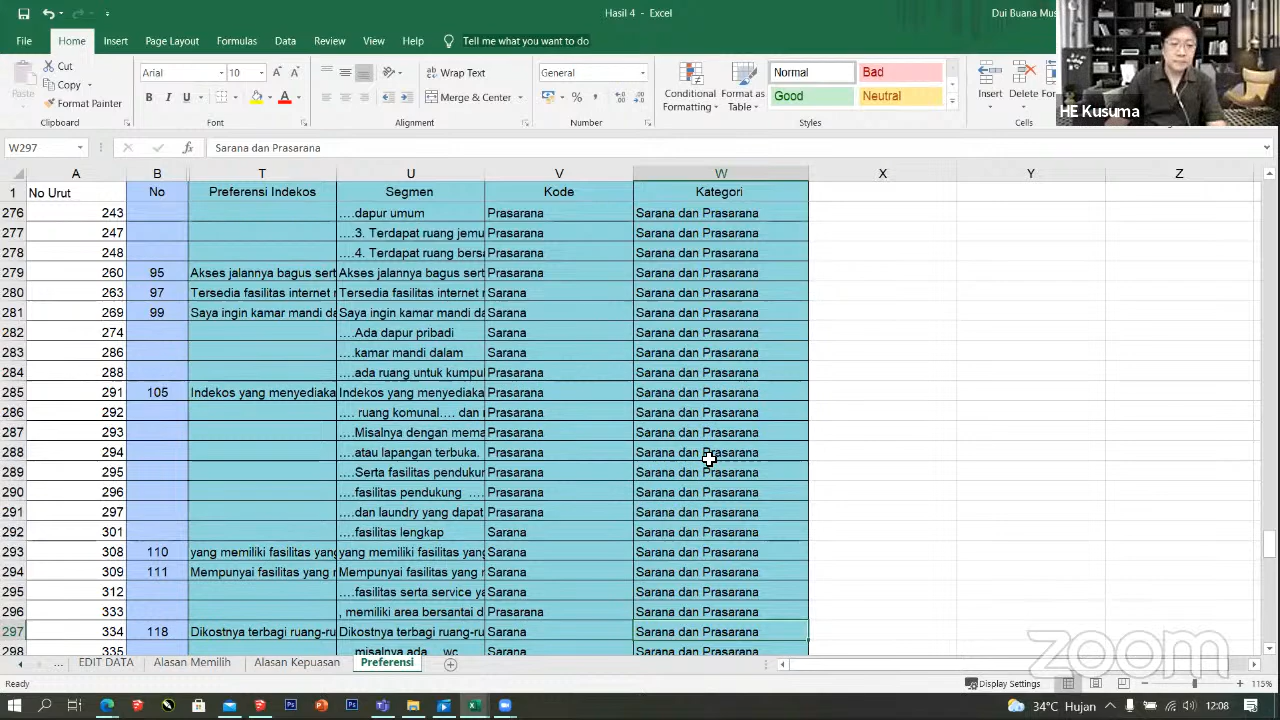 Hasil 4 - Excel
Dui Buana Mus
File Home Insert Page Layout Formulas Data Review View Help Tell me what you want to do
Cut
Copy
Format Painter
Paste
Clipboard
Arial 10
Font
Wrap Text
Merge & Center
Alignment
General
Number
Conditional Formatting
Format as Table
Normal Bad
Good Neutral
Styles
Insert Delete
HE Kusuma
W297 Sarana dan Prasarana
A B T U V W X Y Z
1 No Urut No Preferensi Indekos Segmen Kode Kategori
276 243 ....dapur umum Prasarana Sarana dan Prasarana
277 247 ....3. Terdapat ruang jemu Prasarana Sarana dan Prasarana
278 248 ....4. Terdapat ruang bersa Prasarana Sarana dan Prasarana
279 260 95 Akses jalannya bagus sert Akses jalannya bagus sert Prasarana Sarana dan Prasarana
280 263 97 Tersedia fasilitas internet Tersedia fasilitas internet Sarana Sarana dan Prasarana
281 269 99 Saya ingin kamar mandi da Saya ingin kamar mandi da Sarana Sarana dan Prasarana
282 274 ....Ada dapur pribadi Sarana Sarana dan Prasarana
283 286 ....kamar mandi dalam Sarana Sarana dan Prasarana
284 288 ....ada ruang untuk kumpu Prasarana Sarana dan Prasarana
285 291 105 Indekos yang menyediaka Indekos yang menyediaka Prasarana Sarana dan Prasarana
286 292 .... ruang komunal.... dan Prasarana Sarana dan Prasarana
287 293 ....Misalnya dengan mema Prasarana Sarana dan Prasarana
288 294 ....atau lapangan terbuka. Prasarana Sarana dan Prasarana
289 295 ....Serta fasilitas pendukun Prasarana Sarana dan Prasarana
290 296 ....fasilitas pendukung .... Prasarana Sarana dan Prasarana
291 297 ....dan laundry yang dapat Prasarana Sarana dan Prasarana
292 301 ....fasilitas lengkap Sarana Sarana dan Prasarana
293 308 110 yang memiliki fasilitas yang yang memiliki fasilitas yang Sarana Sarana dan Prasarana
294 309 111 Mempunyai fasilitas yang Mempunyai fasilitas yang Sarana Sarana dan Prasarana
295 312 ....fasilitas serta service ya Sarana Sarana dan Prasarana
296 333 , memiliki area bersantai d Prasarana Sarana dan Prasarana
297 334 118 Dikostnya terbagi ruang-ru Dikostnya terbagi ruang-ru Sarana Sarana dan Prasarana
298 335 ....misalnya ada.... wc Sarana Sarana dan Prasarana
... EDIT DATA Alasan Memilih Alasan Kepuasan Preferensi
zoom
Ready Display Settings 115%
34°C Hujan 12:08